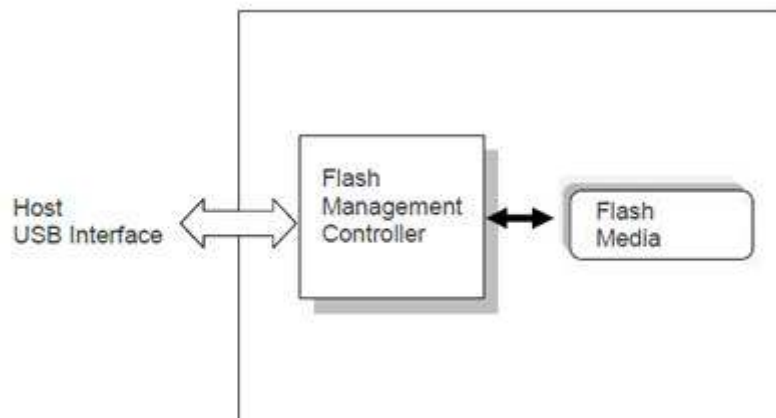 Host
USB Interface
Flash
Management
Controller
Flash
Media